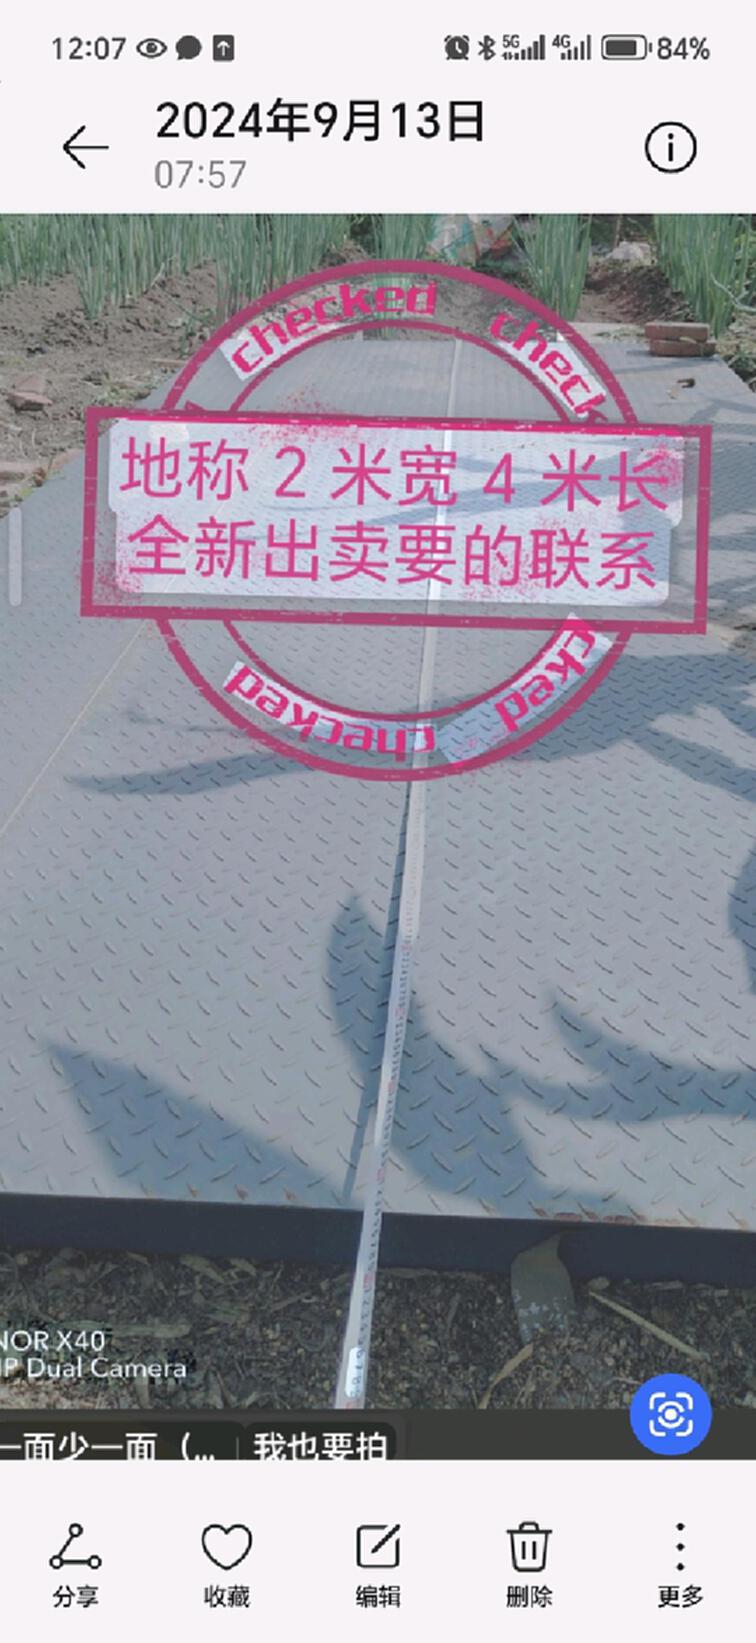 12:07
5G
4G
84%
2024年9月13日
07:57
checked
check
地称 2 米宽 4 米长
全新出卖要的联系
checked
cked
NOR X40
IP Dual Camera
一面少一面（...
我也要拍
分享
收藏
编辑
删除
更多